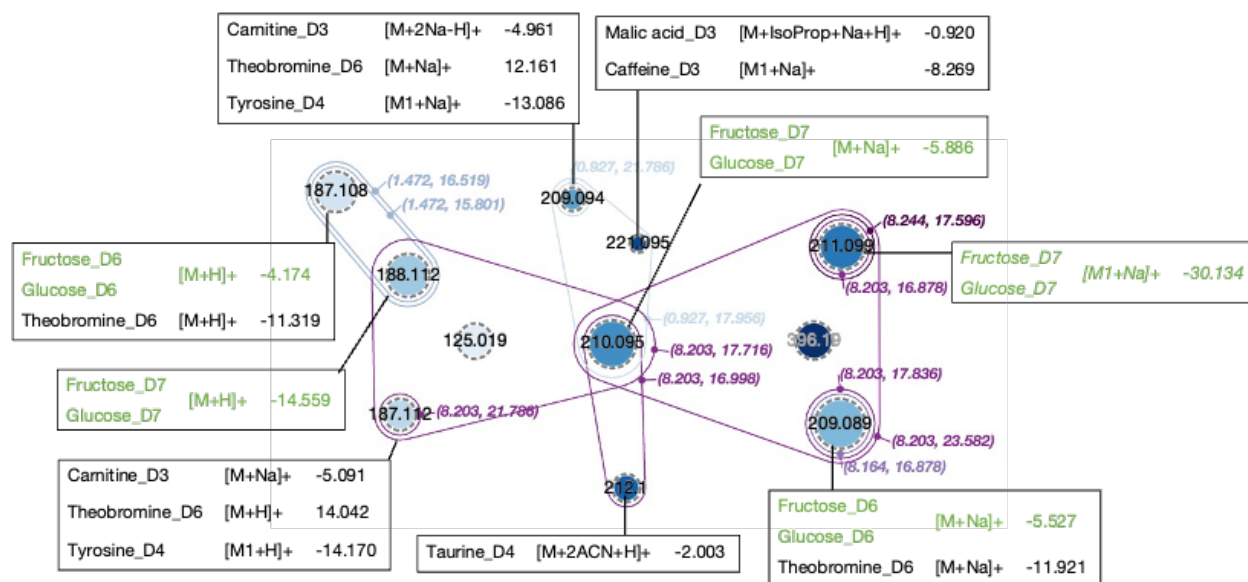 Carnitine_D3 [M+2Na-H]+ -4.961
Theobromine_D6 [M+Na]+ 12.161
Tyrosine_D4 [M1+Na]+ -13.086
Malic acid_D3 [M+IsoProp+Na+H]+ -0.920
Caffeine_D3 [M1+Na]+ -8.269
Fructose_D7
Glucose_D7
[M+Na]+ -5.886
(0.927, 21.786)
187.108
(1.472, 16.519)
(1.472, 15.801)
209.094
221.095
(8.244, 17.596)
211.099
(8.203, 16.878)
Fructose_D6
Glucose_D6
[M+H]+ -4.174
Theobromine_D6 [M+H]+ -11.319
188.112
Fructose_D7
Glucose_D7
[M1+Na]+ -30.134
125.019
(0.927, 17.956)
210.095
396.19
(8.203, 17.716)
(8.203, 16.998)
(8.203, 17.836)
Fructose_D7
Glucose_D7
[M+H]+ -14.559
187.112
(8.203, 21.786)
209.089
(8.203, 23.582)
(8.164, 16.878)
Carnitine_D3 [M+Na]+ -5.091
Theobromine_D6 [M+H]+ 14.042
Tyrosine_D4 [M1+H]+ -14.170
212.1
Taurine_D4 [M+2ACN+H]+ -2.003
Fructose_D6
Glucose_D6
[M+Na]+ -5.527
Theobromine_D6 [M+Na]+ -11.921